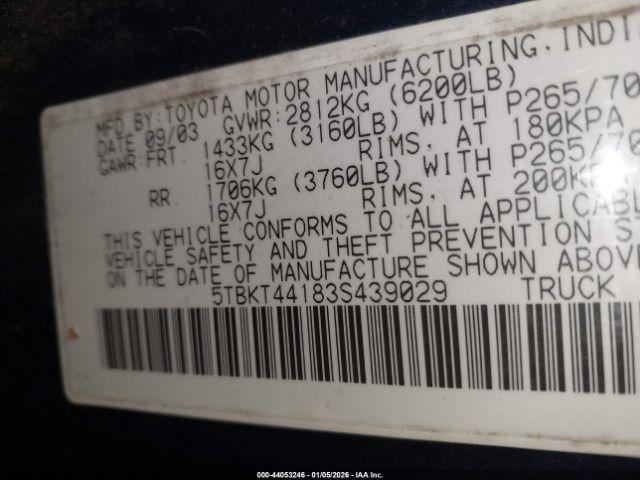 MFD.BY:TOYOTA MOTOR MANUFACTURING,INDI
DATE 09/03 GVWR:2812KG (6200LB)
GAWR:FRT. 1433KG (3160LB) WITH P265/70
16X7J RIMS, AT 180KPA
RR. 1706KG (3760LB) WITH P265/70
16X7J RIMS, AT 200KP
THIS VEHICLE CONFORMS TO ALL APPLICABL
VEHICLE SAFETY AND THEFT PREVENTION S
ON THE DATE OF MANUFACTURE SHOWN ABOVE
5TBKT44183S439029 TRUCK
000-44053246 - 01/05/2026 - IAA Inc.